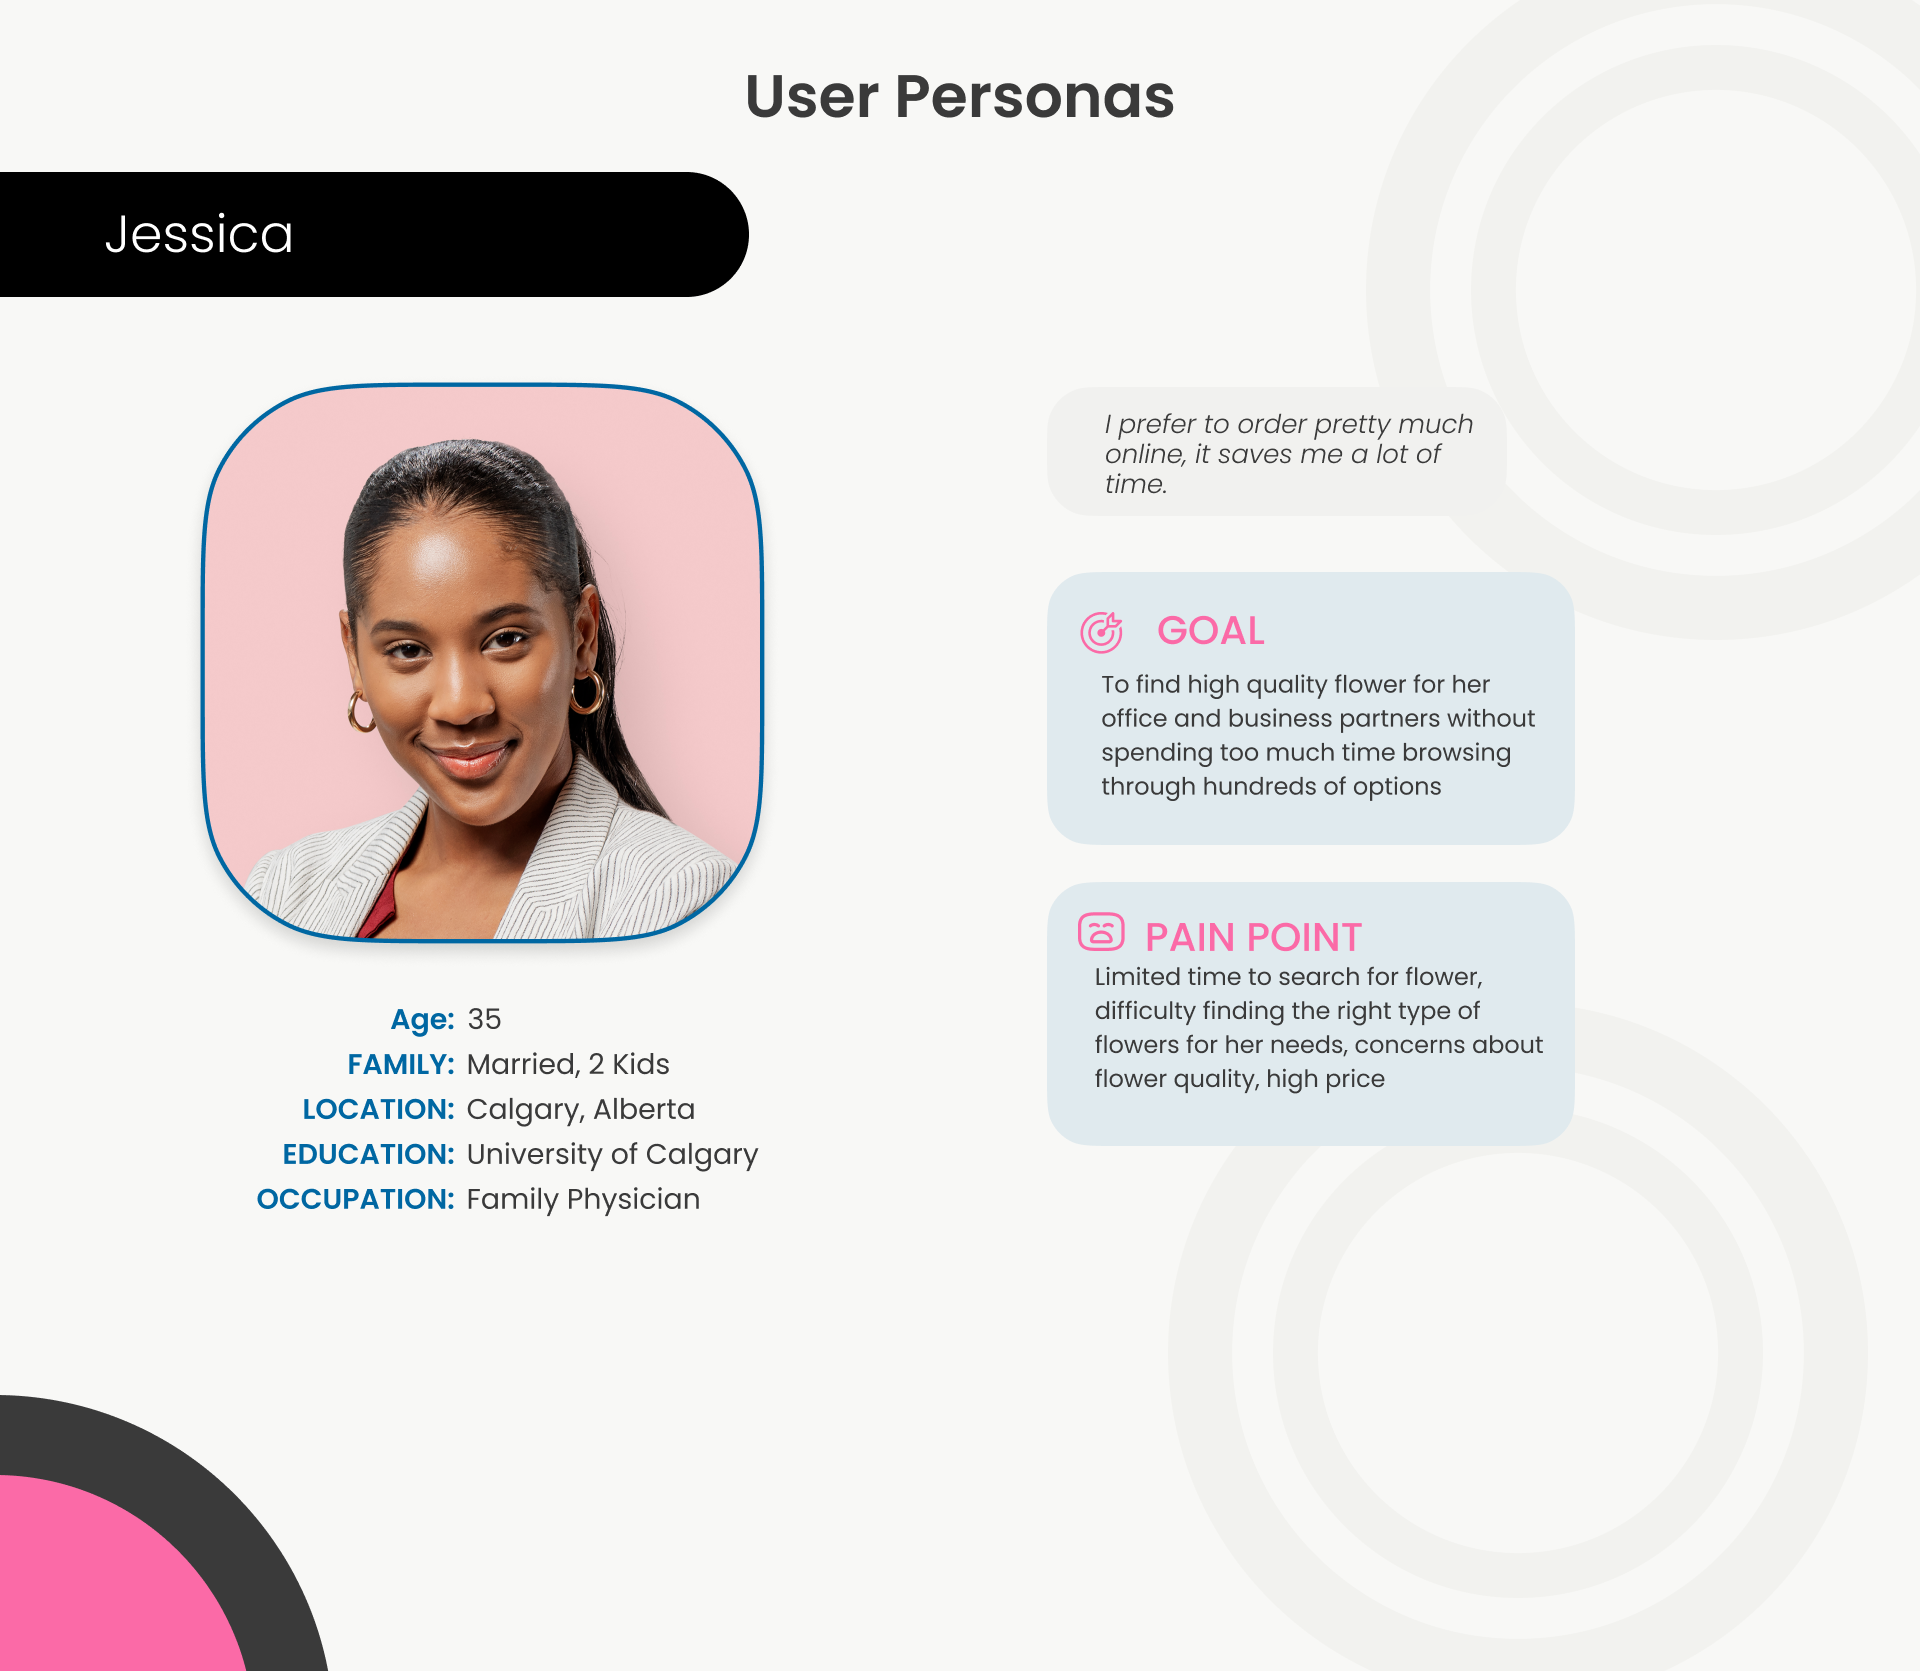 User Personas
Jessica
I prefer to order pretty much
online, it saves me a lot of
time.
GOAL
To find high quality flower for her
office and business partners without
spending too much time browsing
through hundreds of options
PAIN POINT
Limited time to search for flower,
difficulty finding the right type of
flowers for her needs, concerns about
flower quality, high price
Age: 35
FAMILY: Married, 2 Kids
LOCATION: Calgary, Alberta
EDUCATION: University of Calgary
OCCUPATION: Family Physician